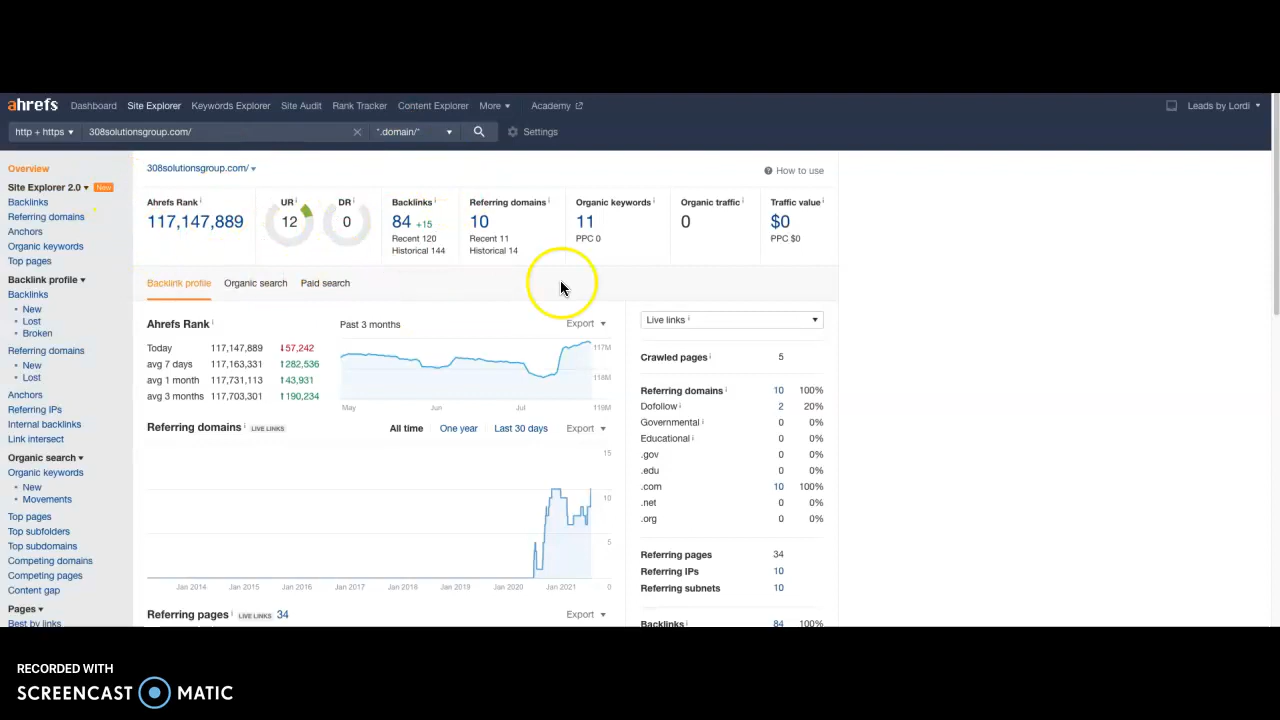 ahrefs Dashboard Site Explorer Keywords Explorer Site Audit Rank Tracker Content Explorer More Academy Leads by Lordi
http + https 308solutionsgroup.com/ *.domain/* Settings
Overview
Site Explorer 2.0 New
Backlinks
Referring domains
Anchors
Organic keywords
Top pages
Backlink profile
Backlinks
New
Lost
Broken
Referring domains
New
Lost
Anchors
Referring IPs
Internal backlinks
Link intersect
Organic search
Organic keywords
New
Movements
Top pages
Top subfolders
Top subdomains
Competing domains
Competing pages
Content gap
Pages
Best by links
308solutionsgroup.com/ How to use
Ahrefs Rank UR DR Backlinks Referring domains Organic keywords Organic traffic Traffic value
117,147,889 12 0 84 +15 10 11 0 $0
Recent 120 Recent 11 PPC 0 PPC $0
Historical 144 Historical 14
Backlink profile Organic search Paid search
Ahrefs Rank Past 3 months Export
Today 117,147,889 57,242
avg 7 days 117,163,331 282,536
avg 1 month 117,731,113 43,931
avg 3 months 117,703,301 190,234
117M
118M
119M
May Jun Jul
Referring domains LIVE LINKS All time One year Last 30 days Export
15
10
5
0
Jan 2014 Jan 2015 Jan 2016 Jan 2017 Jan 2018 Jan 2019 Jan 2020 Jan 2021
Referring pages LIVE LINKS 34 Export
Live links
Crawled pages 5
Referring domains 10 100%
Dofollow 2 20%
Governmental 0 0%
Educational 0 0%
.gov 0 0%
.edu 0 0%
.com 10 100%
.net 0 0%
.org 0 0%
Referring pages 34
Referring IPs 10
Referring subnets 10
Backlinks 84 100%
RECORDED WITH
SCREENCAST MATIC